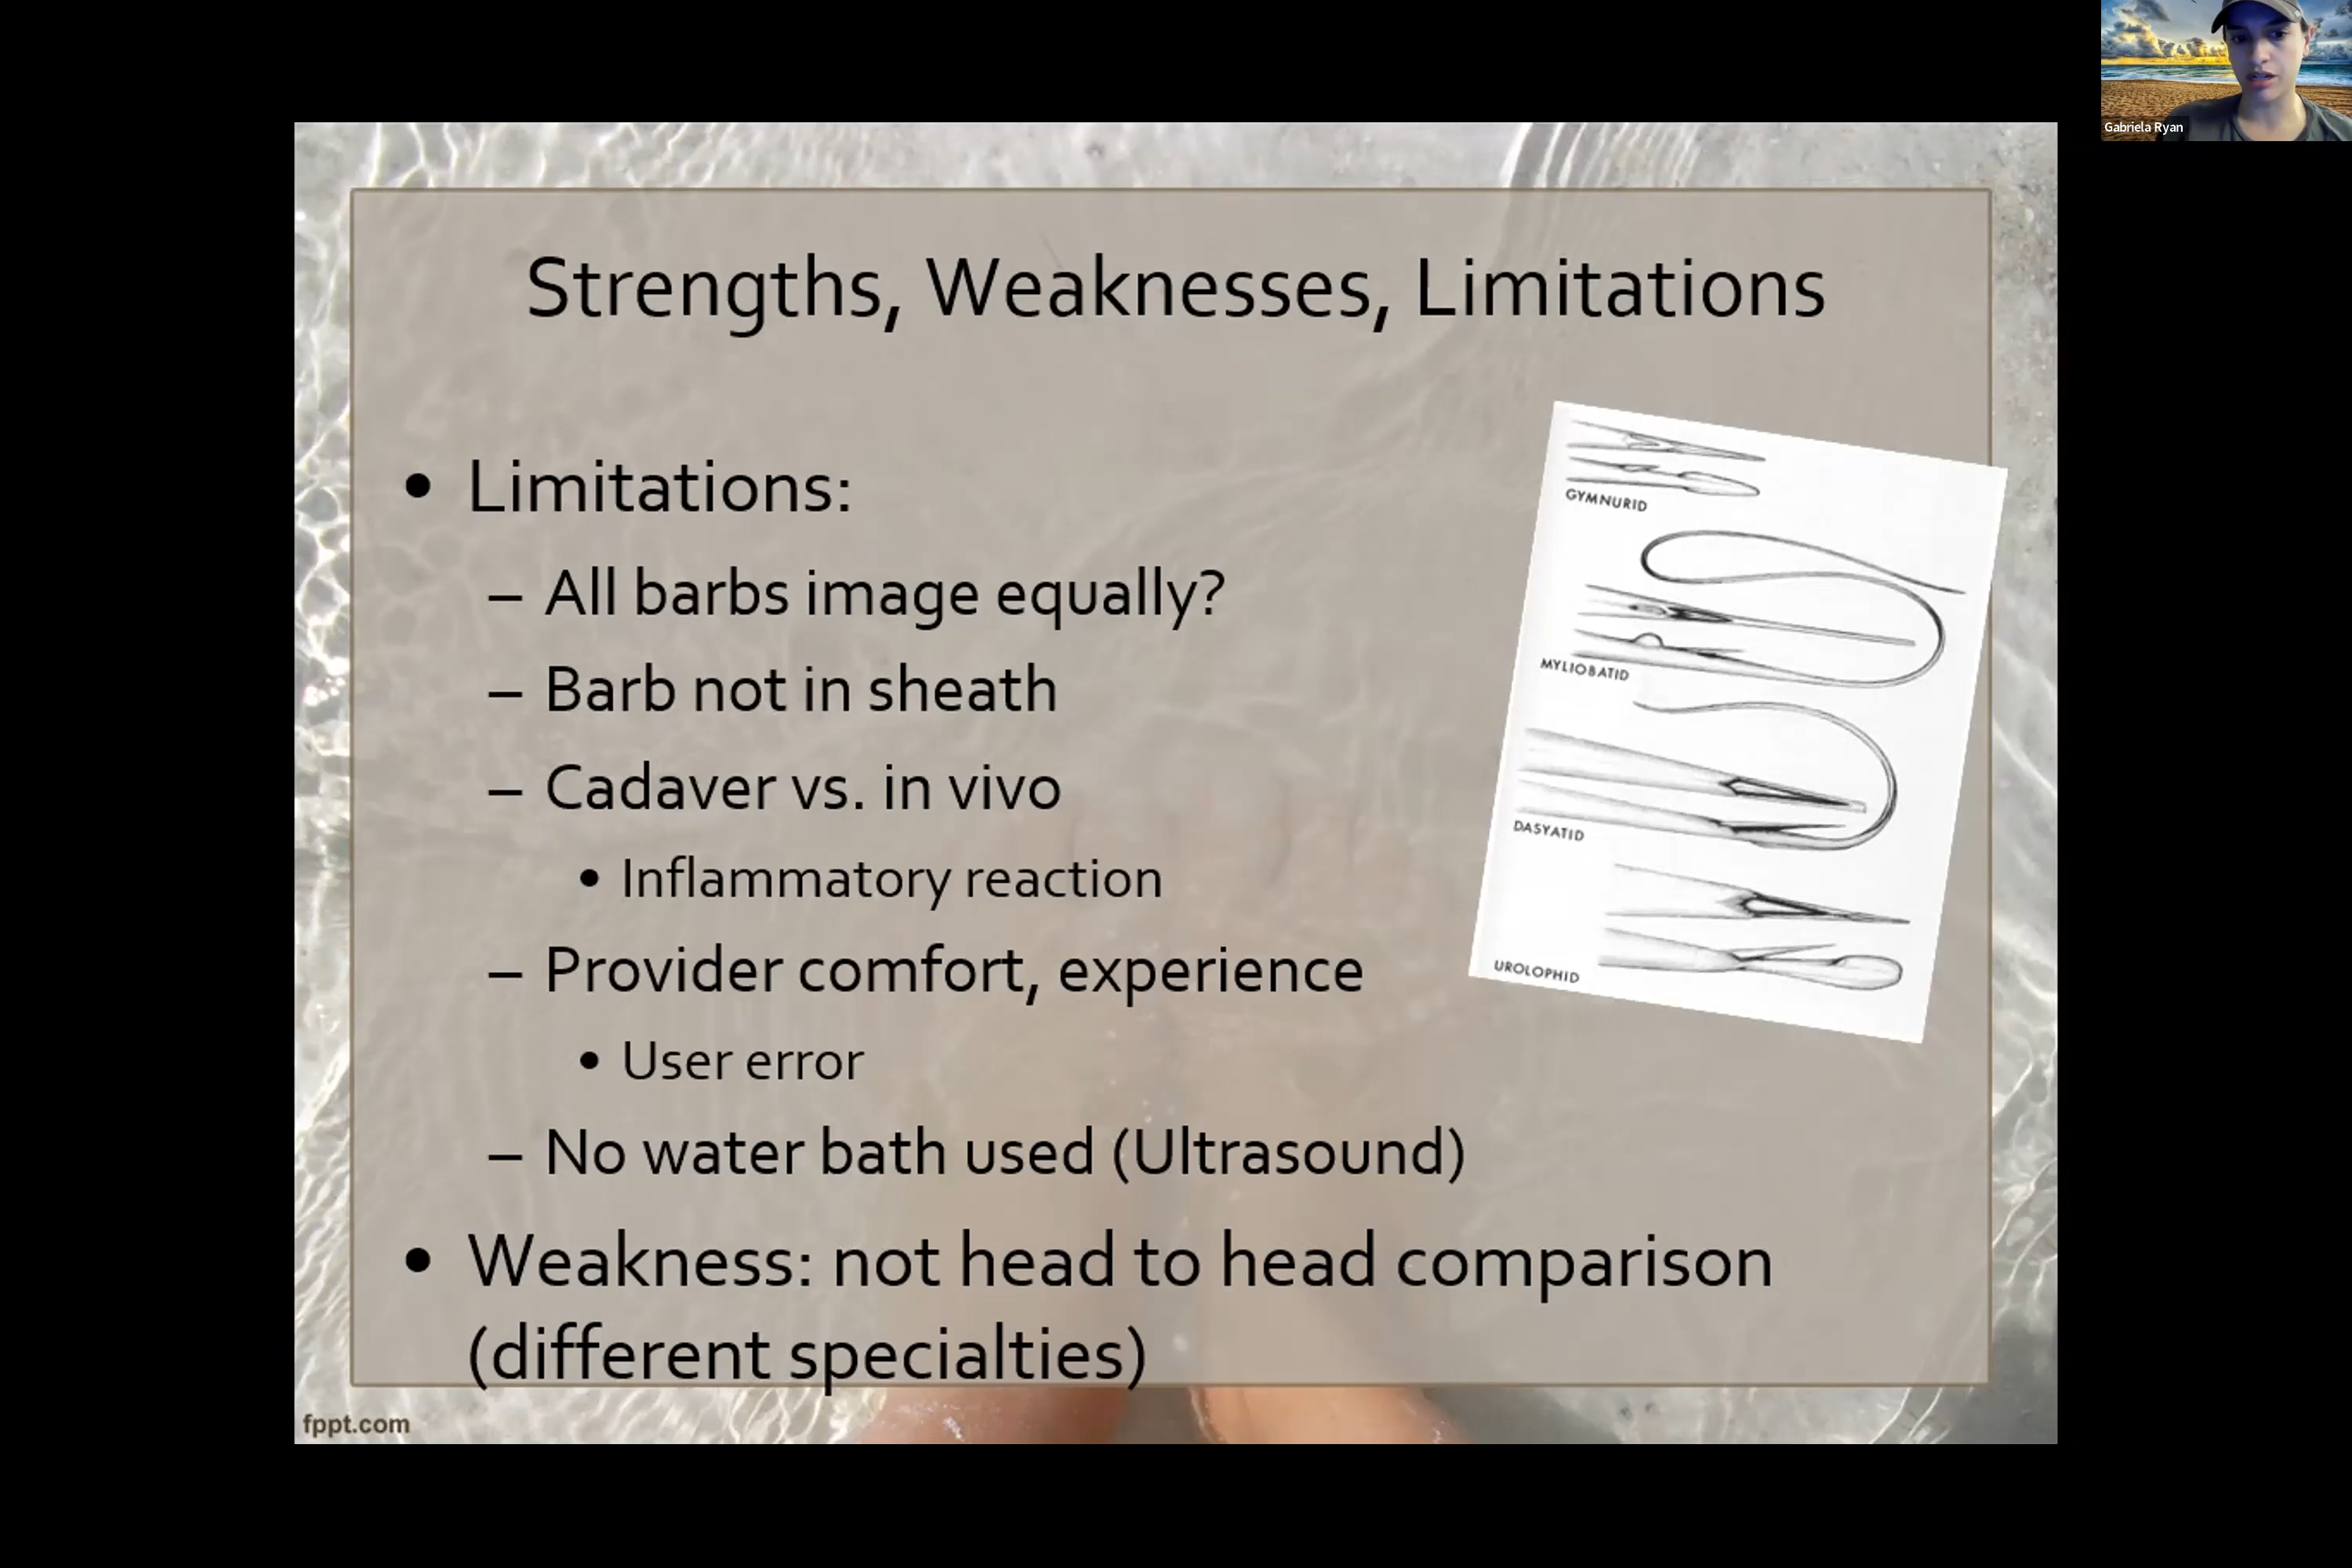 Gabriela Ryan
Strengths, Weaknesses, Limitations
• Limitations:
– All barbs image equally?
– Barb not in sheath
– Cadaver vs. in vivo
• Inflammatory reaction
– Provider comfort, experience
• User error
– No water bath used (Ultrasound)
• Weakness: not head to head comparison
(different specialties)
GYMNURID
MYLIOBATID
DASYATID
UROLOPHID
fppt.com